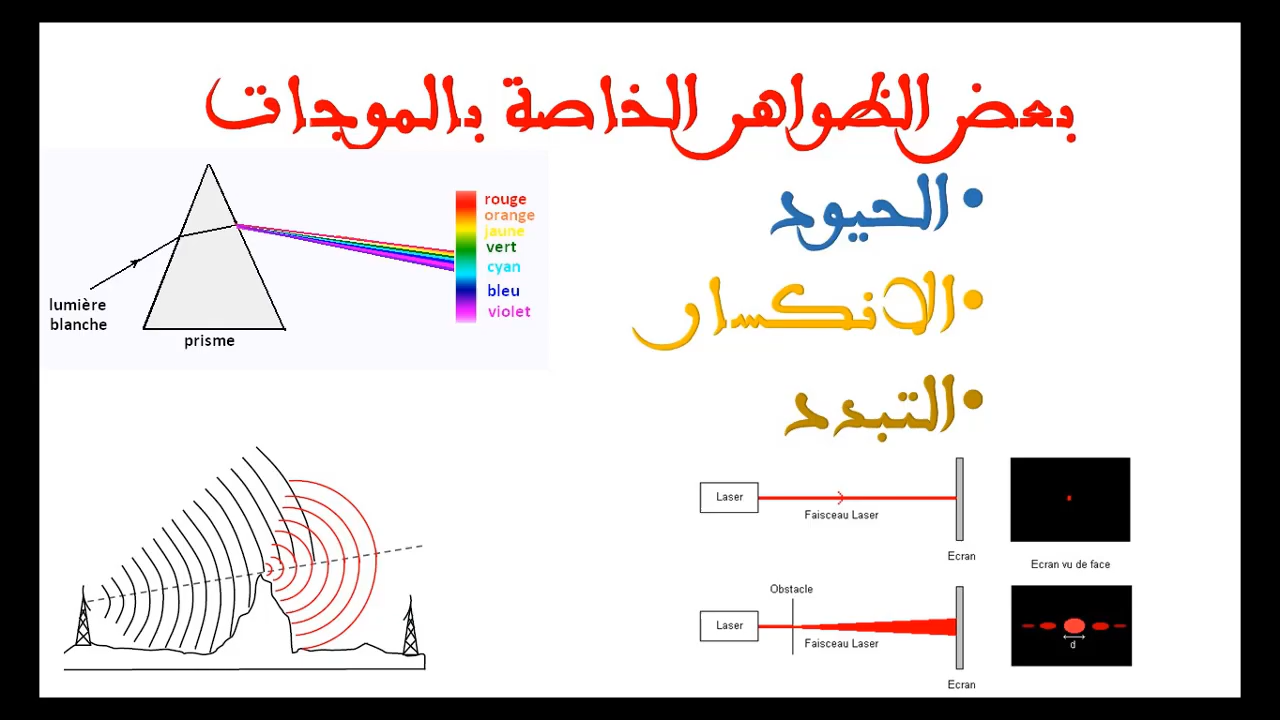 بعض الظواهر الخاصة بالموجات
• الحيود
• الانكسار
• التبدد
rouge
orange
jaune
vert
cyan
bleu
violet
lumière
blanche
prisme
Laser
Faisceau Laser
Ecran
Ecran vu de face
Obstacle
Laser
Faisceau Laser
d
Ecran